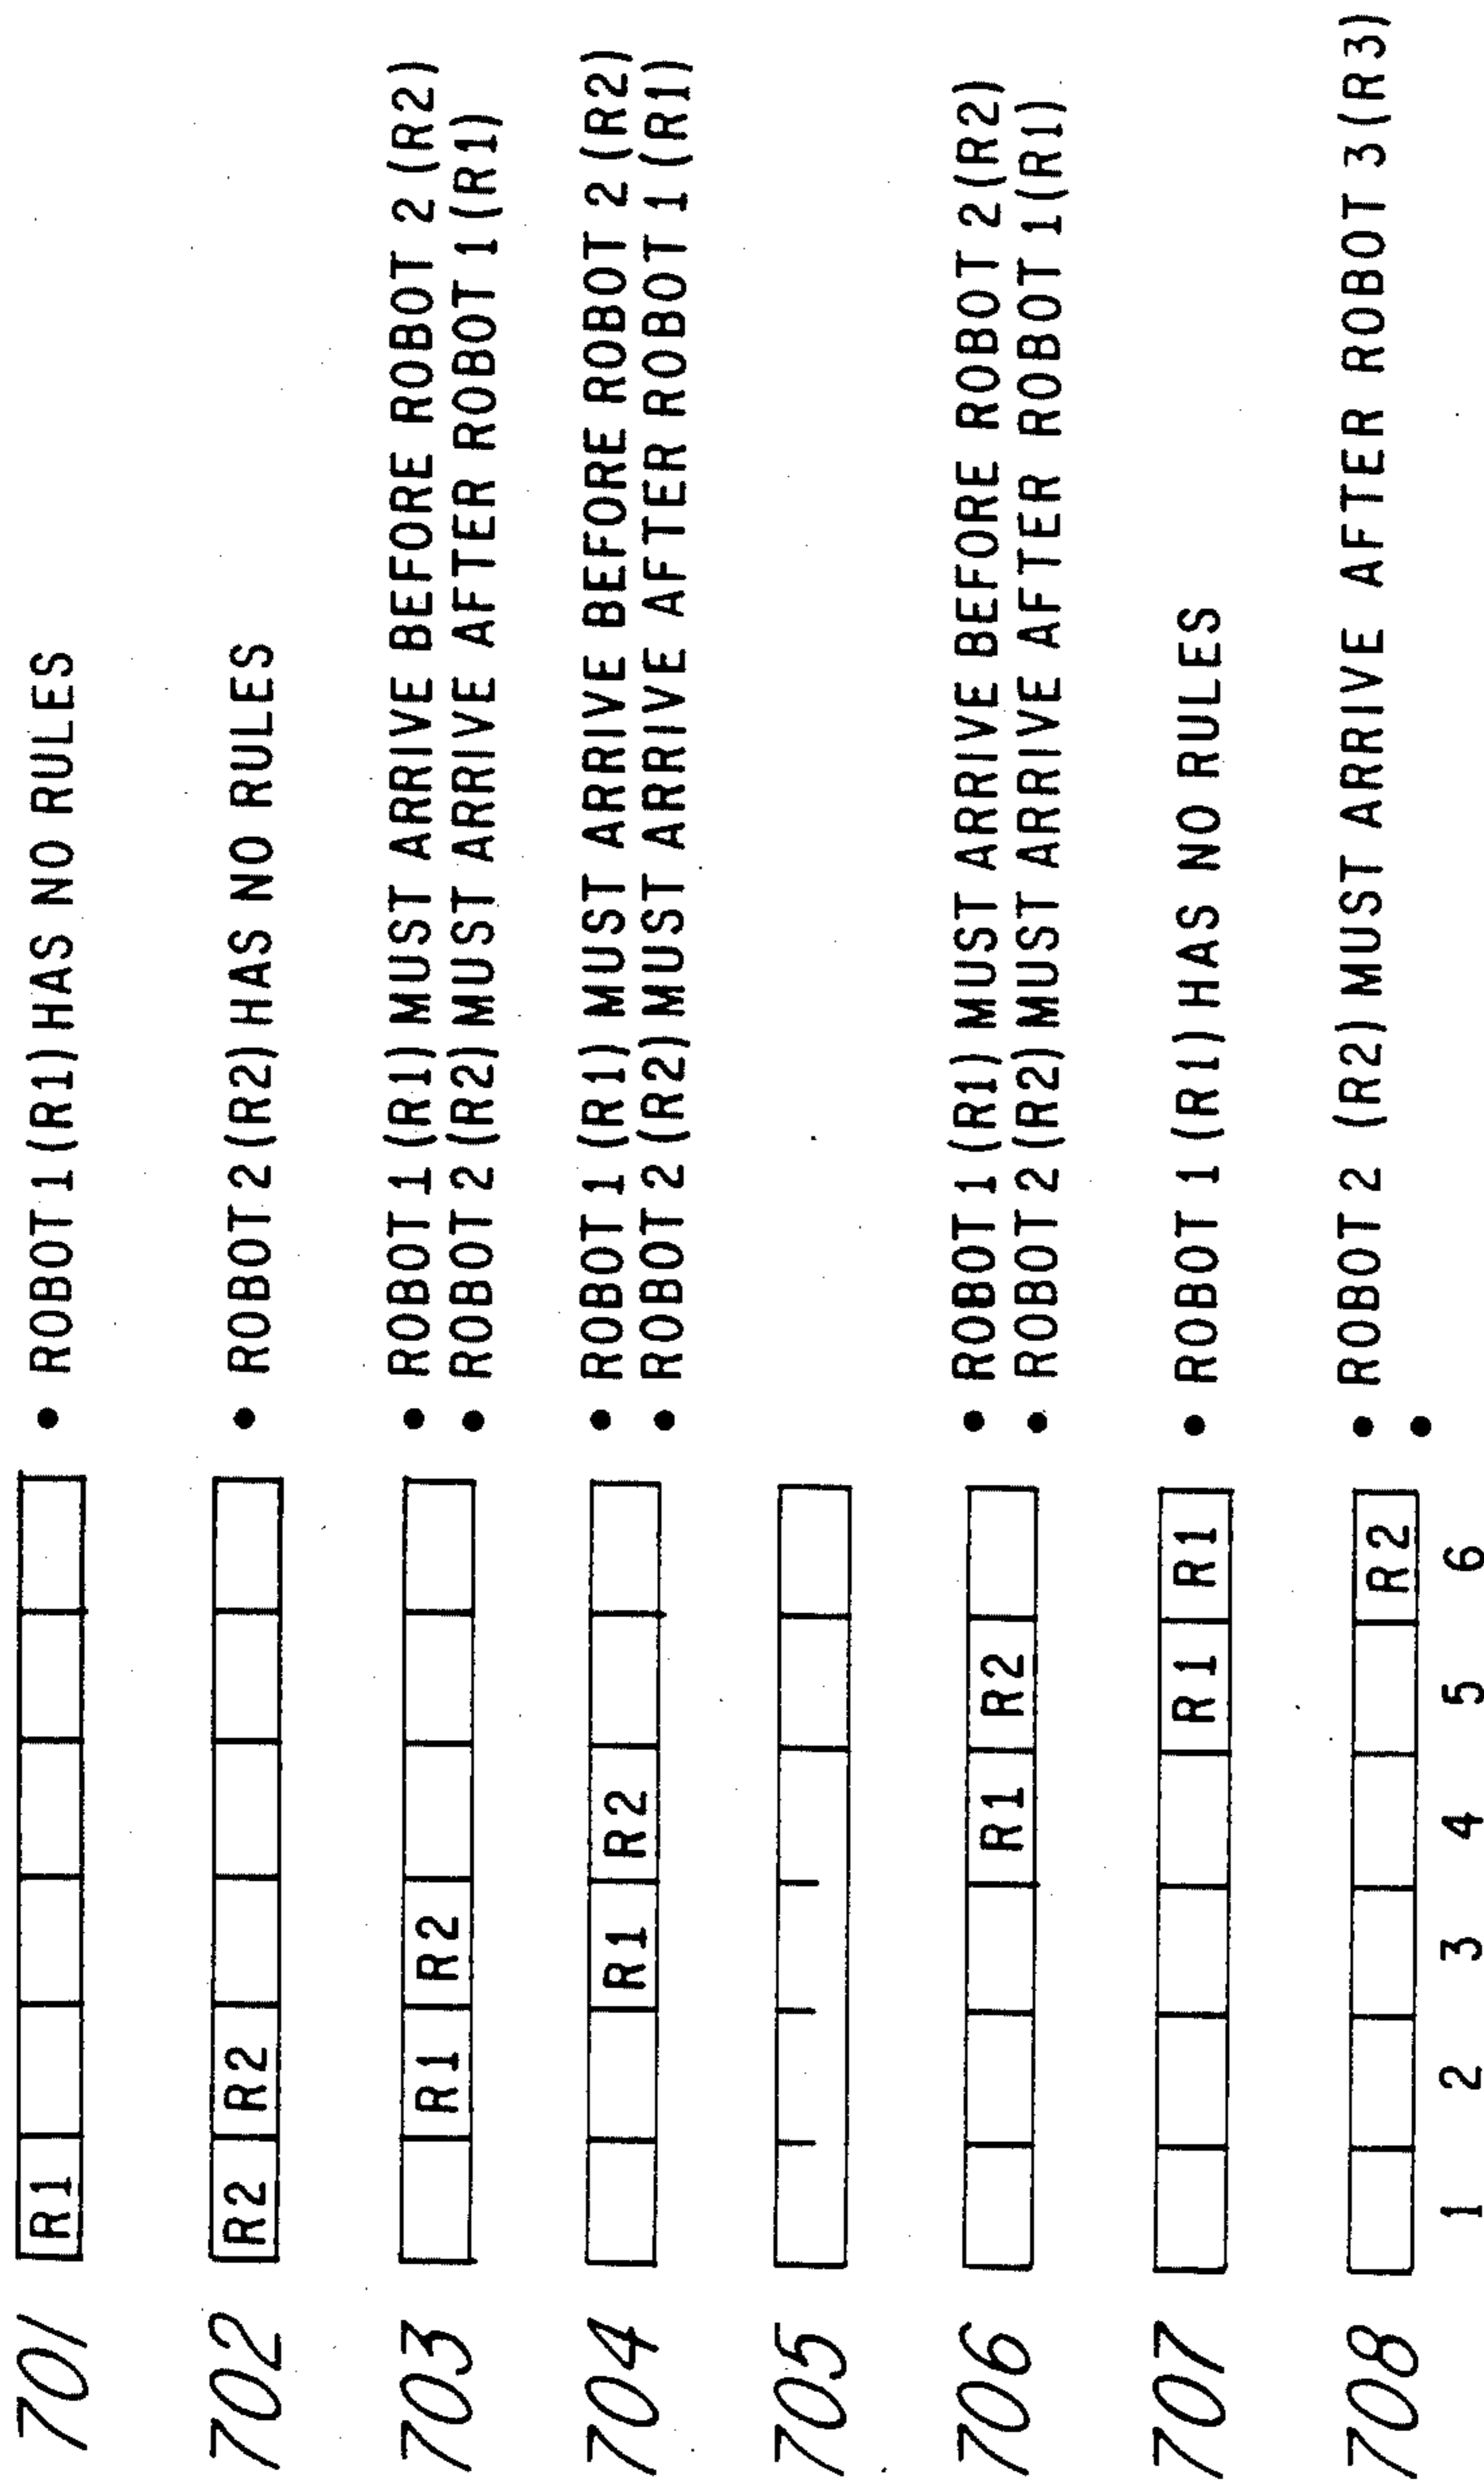 701 R1 • ROBOT 1 (R1) HAS NO RULES
702 R2 R2 • ROBOT 2 (R2) HAS NO RULES
703 R1 R2 • ROBOT 1 (R1) MUST ARRIVE BEFORE ROBOT 2 (R2)
• ROBOT 2 (R2) MUST ARRIVE AFTER ROBOT 1 (R1)
704 R1 R2 • ROBOT 1 (R1) MUST ARRIVE BEFORE ROBOT 2 (R2)
• ROBOT 2 (R2) MUST ARRIVE AFTER ROBOT 1 (R1)
705
706 R1 R2 • ROBOT 1 (R1) MUST ARRIVE BEFORE ROBOT 2 (R2)
• ROBOT 2 (R2) MUST ARRIVE AFTER ROBOT 1 (R1)
707 R1 R1 • ROBOT 1 (R1) HAS NO RULES
708 R2 • ROBOT 2 (R2) MUST ARRIVE AFTER ROBOT 3 (R3)
•
1 2 3 4 5 6